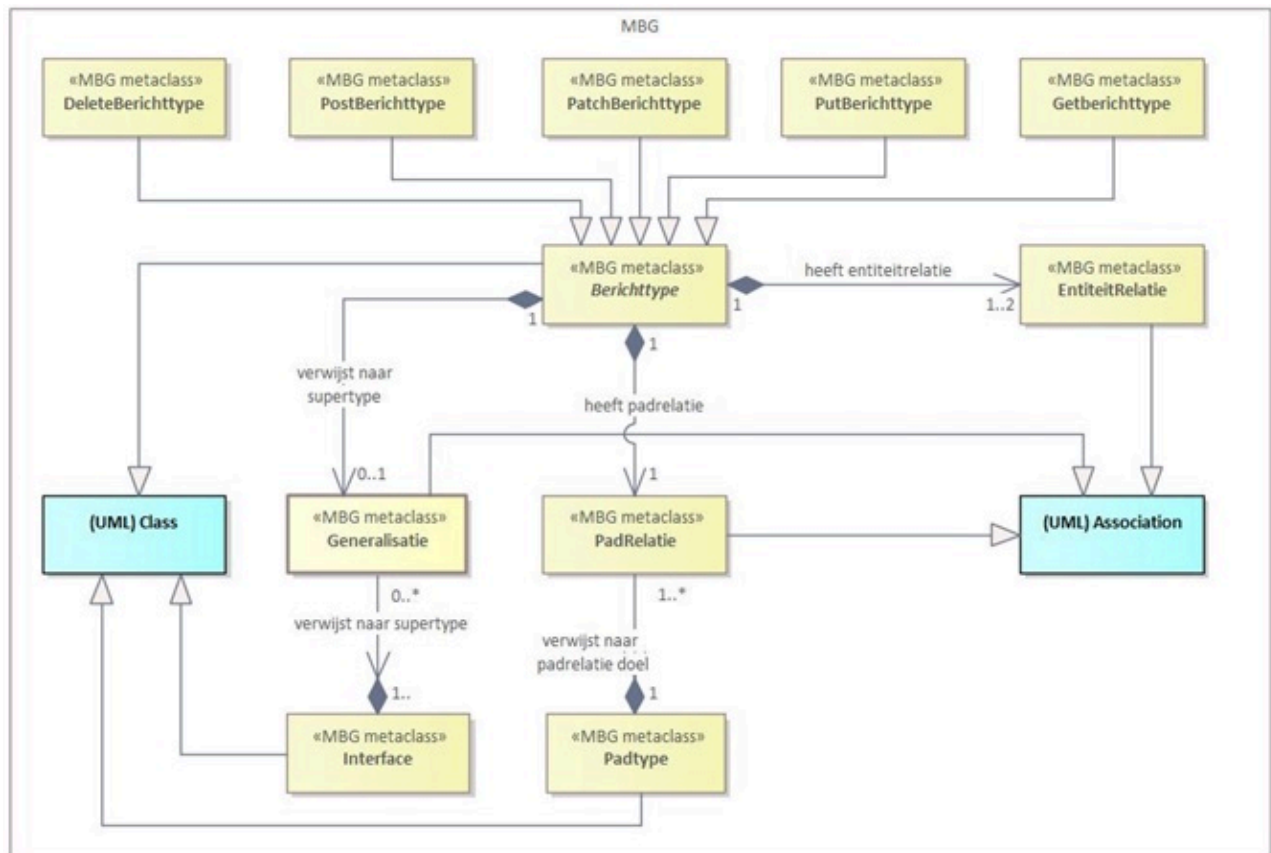 MBG
«MBG metaclass»
DeleteBerichttype
«MBG metaclass»
PostBerichttype
«MBG metaclass»
PatchBerichttype
«MBG metaclass»
PutBerichttype
«MBG metaclass»
Getberichttype
«MBG metaclass»
Berichttype
heeft entiteitrelatie
1
1..2
«MBG metaclass»
EntiteitRelatie
1
1
verwijst naar
supertype
heeft padrelatie
0..1
1
(UML) Class
«MBG metaclass»
Generalisatie
«MBG metaclass»
PadRelatie
(UML) Association
0..*
1..*
verwijst naar supertype
verwijst naar
padrelatie doel
1..
1
«MBG metaclass»
Interface
«MBG metaclass»
Padtype